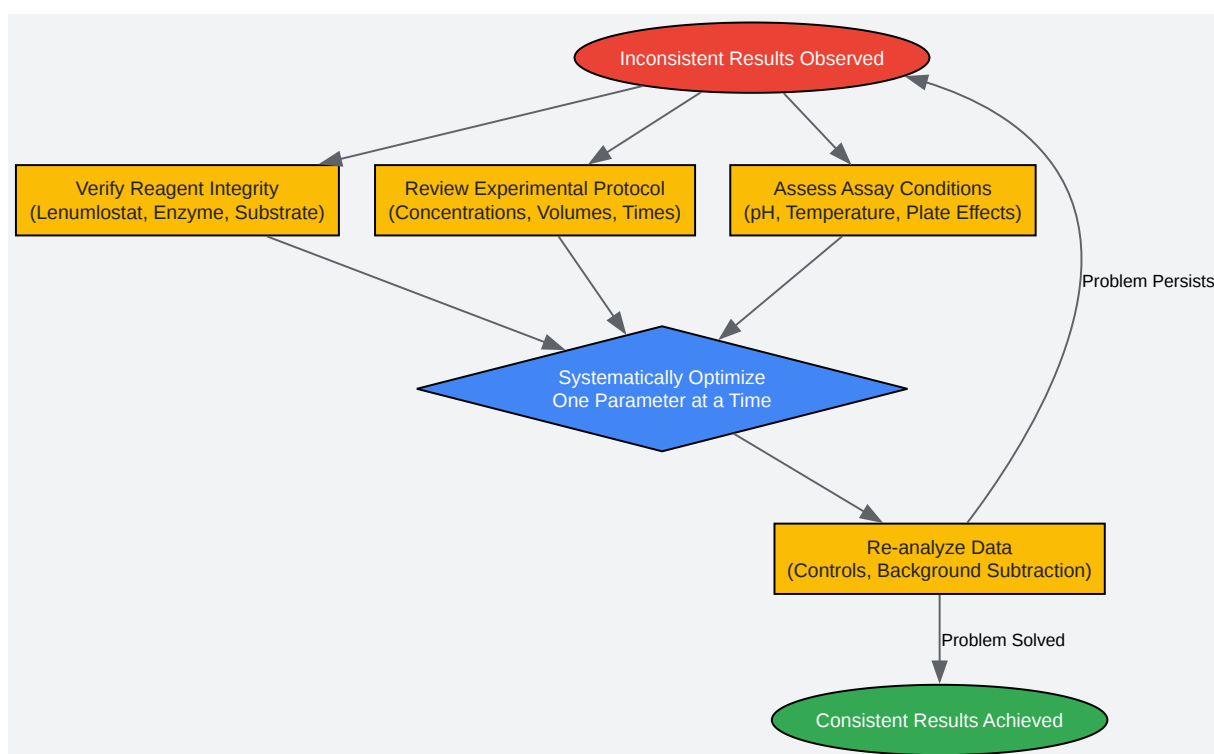 Inconsistent Results Observed
Verify Reagent Integrity
(Lenumlostat, Enzyme, Substrate)
Review Experimental Protocol
(Concentrations, Volumes, Times)
Assess Assay Conditions
(pH, Temperature, Plate Effects)
Problem Persists
Systematically Optimize
One Parameter at a Time
Re-analyze Data
(Controls, Background Subtraction)
Problem Solved
Consistent Results Achieved